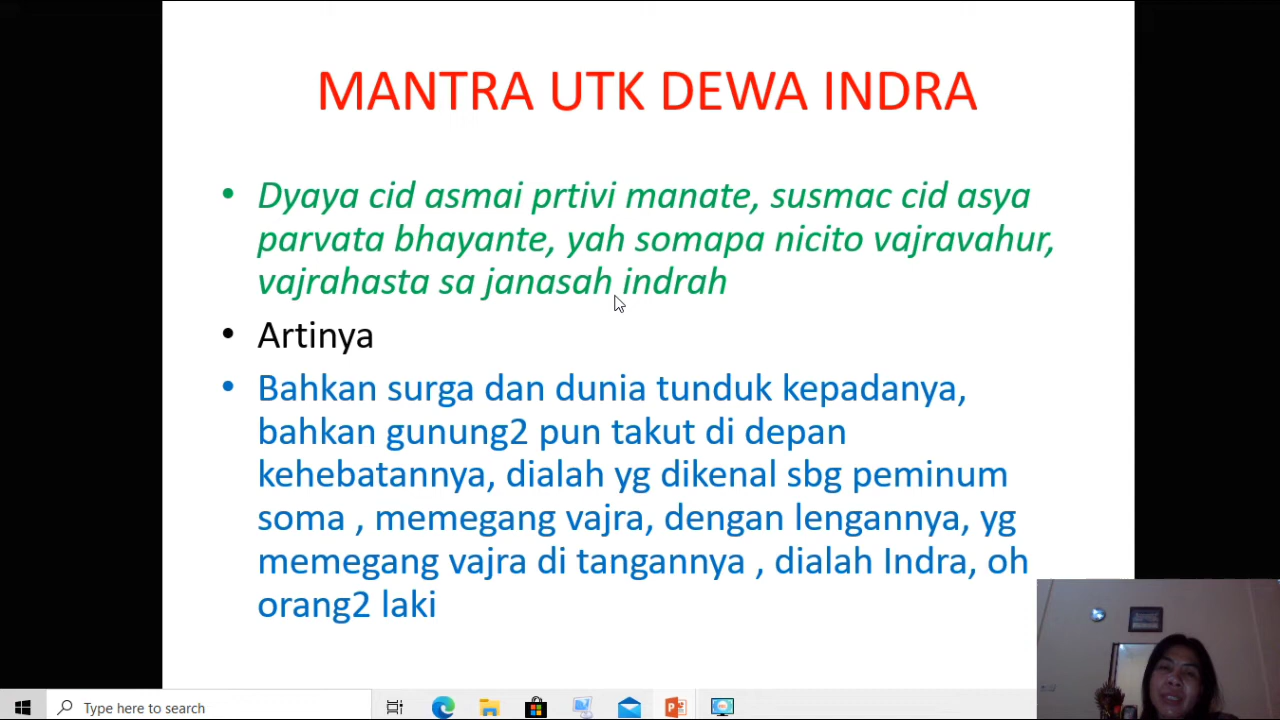 MANTRA UTK DEWA INDRA
• Dyaya cid asmai prtivi manate, susmac cid asya
parvata bhayante, yah somapa nicito vajravahur,
vajrahasta sa janasah indrah
• Artinya
• Bahkan surga dan dunia tunduk kepadanya,
bahkan gunung2 pun takut di depan
kehebatannya, dialah yg dikenal sbg peminum
soma , memegang vajra, dengan lengannya, yg
memegang vajra di tangannya , dialah Indra, oh
orang2 laki
Type here to search